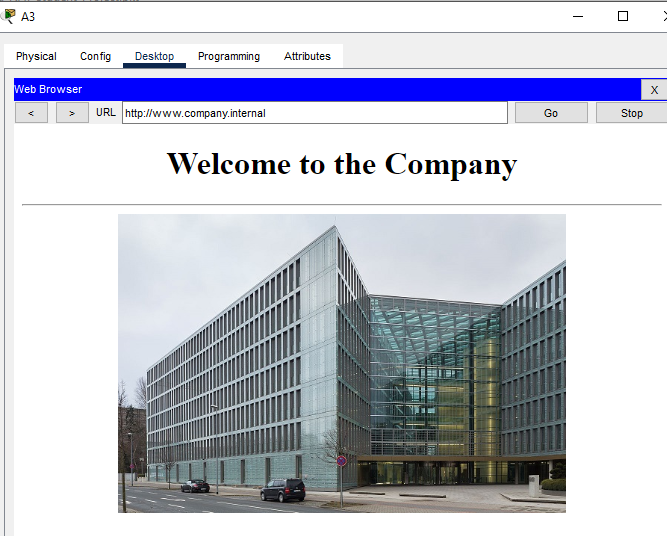 A3
Physical Config Desktop Programming Attributes
Web Browser X
< > URL http://www.company.internal Go Stop
Welcome to the Company